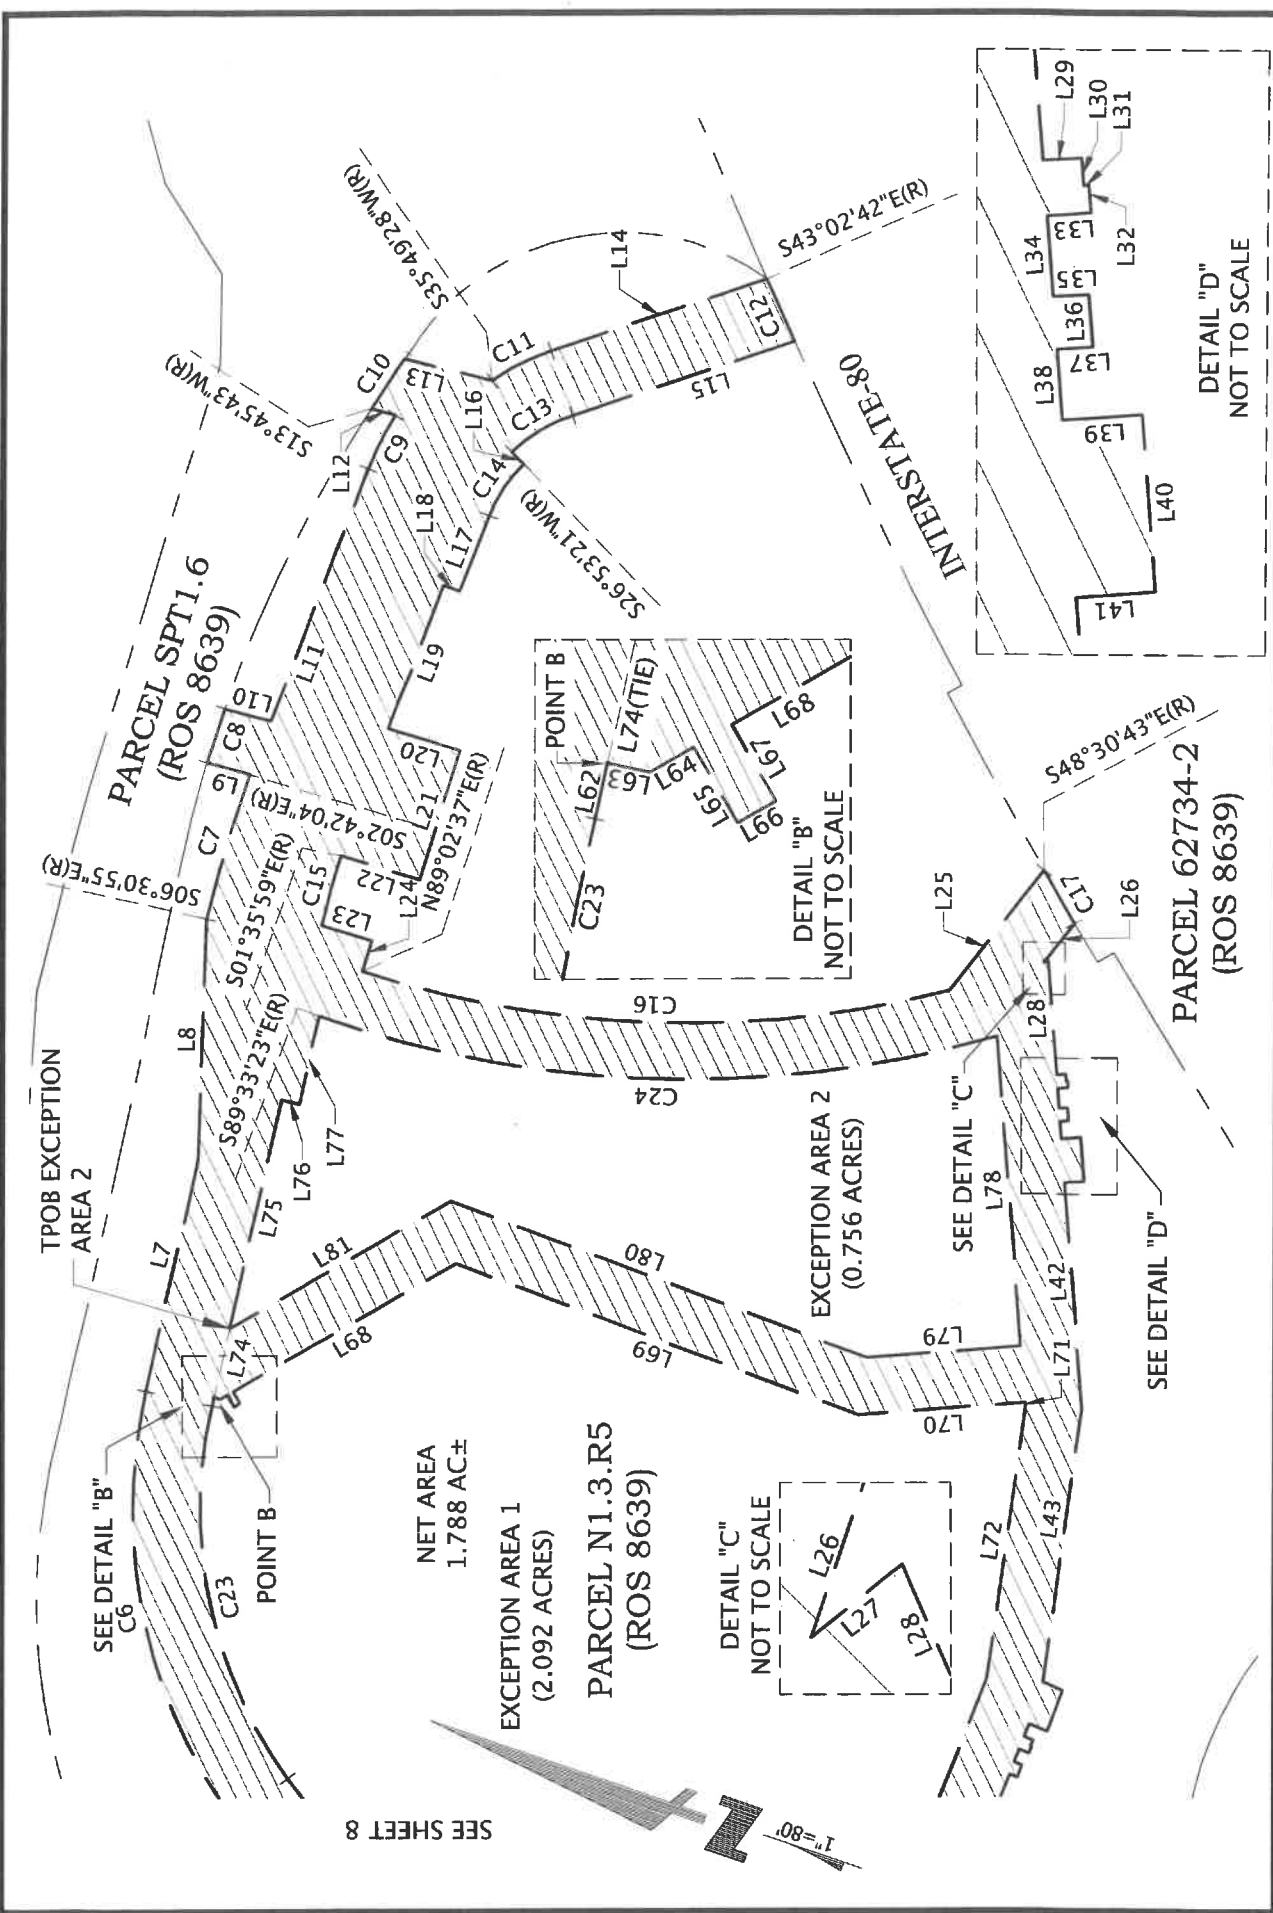 TPOB EXCEPTION
AREA 2
PARCEL SPT1.6
(ROS 8639)
SEE DETAIL "B"
C6
L7
L8
S06°30'55"E(R)
C7
L9
C8
L10
L11
S13°45'43"W(R)
L12
C9
C10
L13
S35°49'28"W(R)
L16
C11
C13
L14
C12
L15
S43°02'42"E(R)
INTERSTATE-80
C14
L18
L17
S26°53'21"W(R)
L19
L20
L21
S02°42'04"E(R)
S01°35'59"E(R)
C15
L22
L23
L24
N89°02'37"E(R)
S89°33'23"E(R)
L75
L76
L77
L74
L81
L68
C23
POINT B
C16
C24
L80
L69
L79
L70
L71
EXCEPTION AREA 2
(0.756 ACRES)
NET AREA
1.788 AC±
EXCEPTION AREA 1
(2.092 ACRES)
PARCEL N1.3.R5
(ROS 8639)
L25
C17
L26
L28
S48°30'43"E(R)
PARCEL 62734-2
(ROS 8639)
SEE DETAIL "C"
L78
SEE DETAIL "D"
L42
L43
L72
SEE SHEET 8
1"=80'
POINT B
L74(TIE)
L62
L63
L64
L65
L66
L67
L68
C23
DETAIL "B"
NOT TO SCALE
DETAIL "C"
NOT TO SCALE
L26
L27
L28
L29
L30
L31
L32
L33
L34
L35
L36
L37
L38
L39
L40
L41
DETAIL "D"
NOT TO SCALE